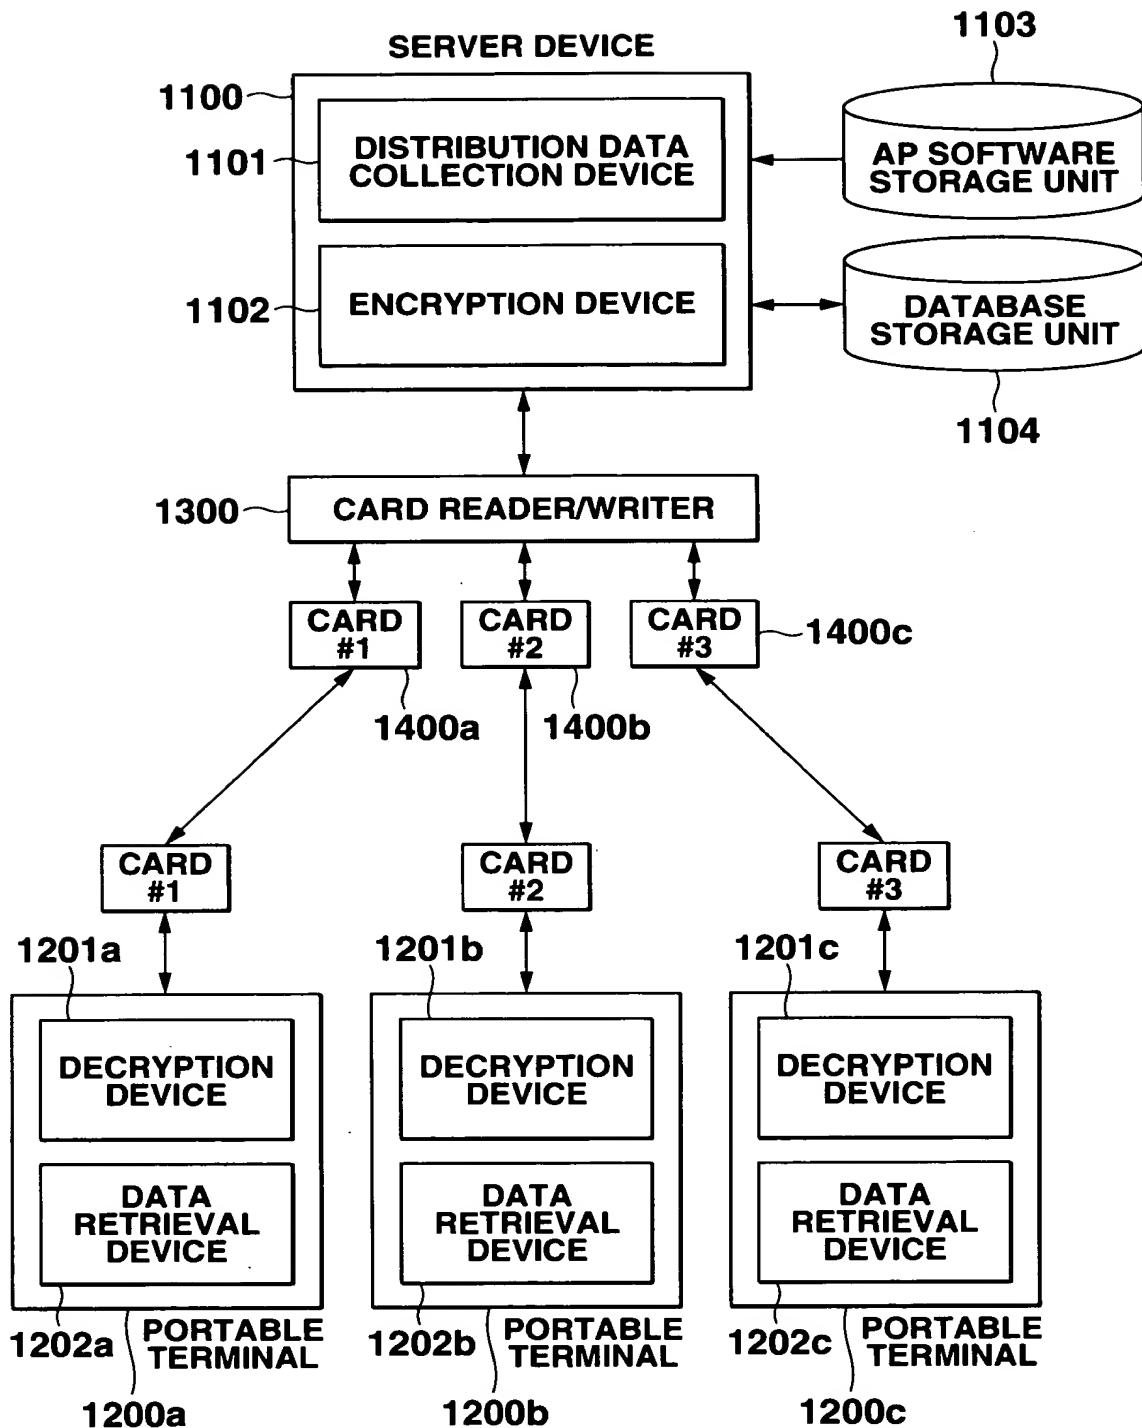 SERVER DEVICE
1103
1100
1101
DISTRIBUTION DATA
COLLECTION DEVICE
AP SOFTWARE
STORAGE UNIT
1102
ENCRYPTION DEVICE
DATABASE
STORAGE UNIT
1104
1300
CARD READER/WRITER
CARD
#1
CARD
#2
CARD
#3
1400c
1400a
1400b
CARD
#1
CARD
#2
CARD
#3
1201a
1201b
1201c
DECRYPTION
DEVICE
DECRYPTION
DEVICE
DECRYPTION
DEVICE
DATA
RETRIEVAL
DEVICE
DATA
RETRIEVAL
DEVICE
DATA
RETRIEVAL
DEVICE
1202a
PORTABLE
TERMINAL
1202b
PORTABLE
TERMINAL
1202c
PORTABLE
TERMINAL
1200a
1200b
1200c